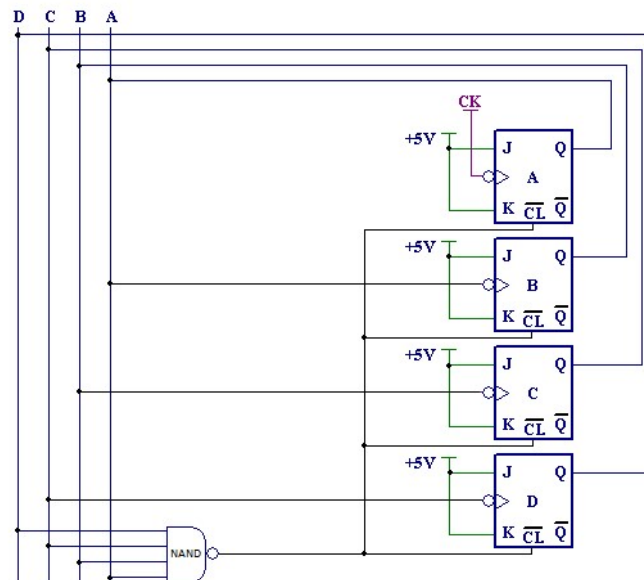 D C B A
CK
+5V
J Q
A
K CL Q
+5V
J Q
B
K CL Q
+5V
J Q
C
K CL Q
+5V
J Q
D
K CL Q
NAND